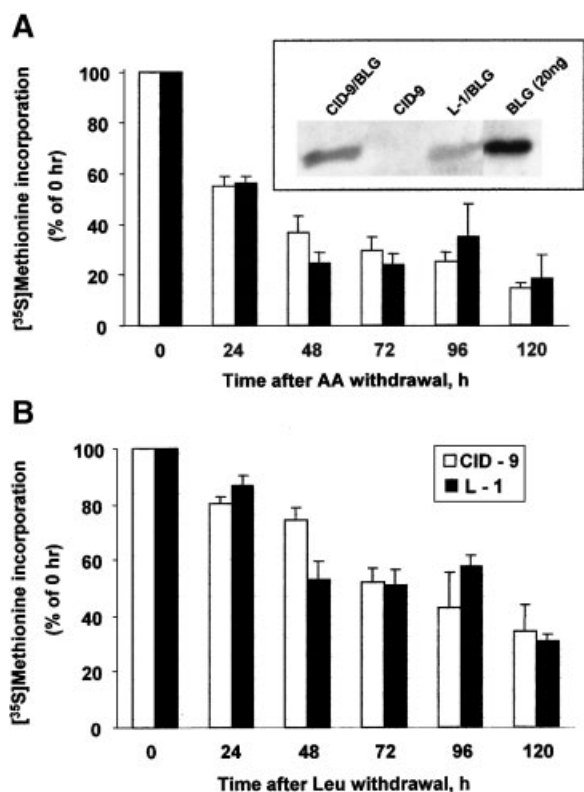 A
[35S]Methionine incorporation
(% of 0 hr)
100
80
60
40
20
0
CID-9/BLG
CID-9
L-1/BLG
BLG (20ng)
0 24 48 72 96 120
Time after AA withdrawal, h
B
[35S]Methionine incorporation
(% of 0 hr)
100
80
60
40
20
0
CID - 9
L - 1
0 24 48 72 96 120
Time after Leu withdrawal, h